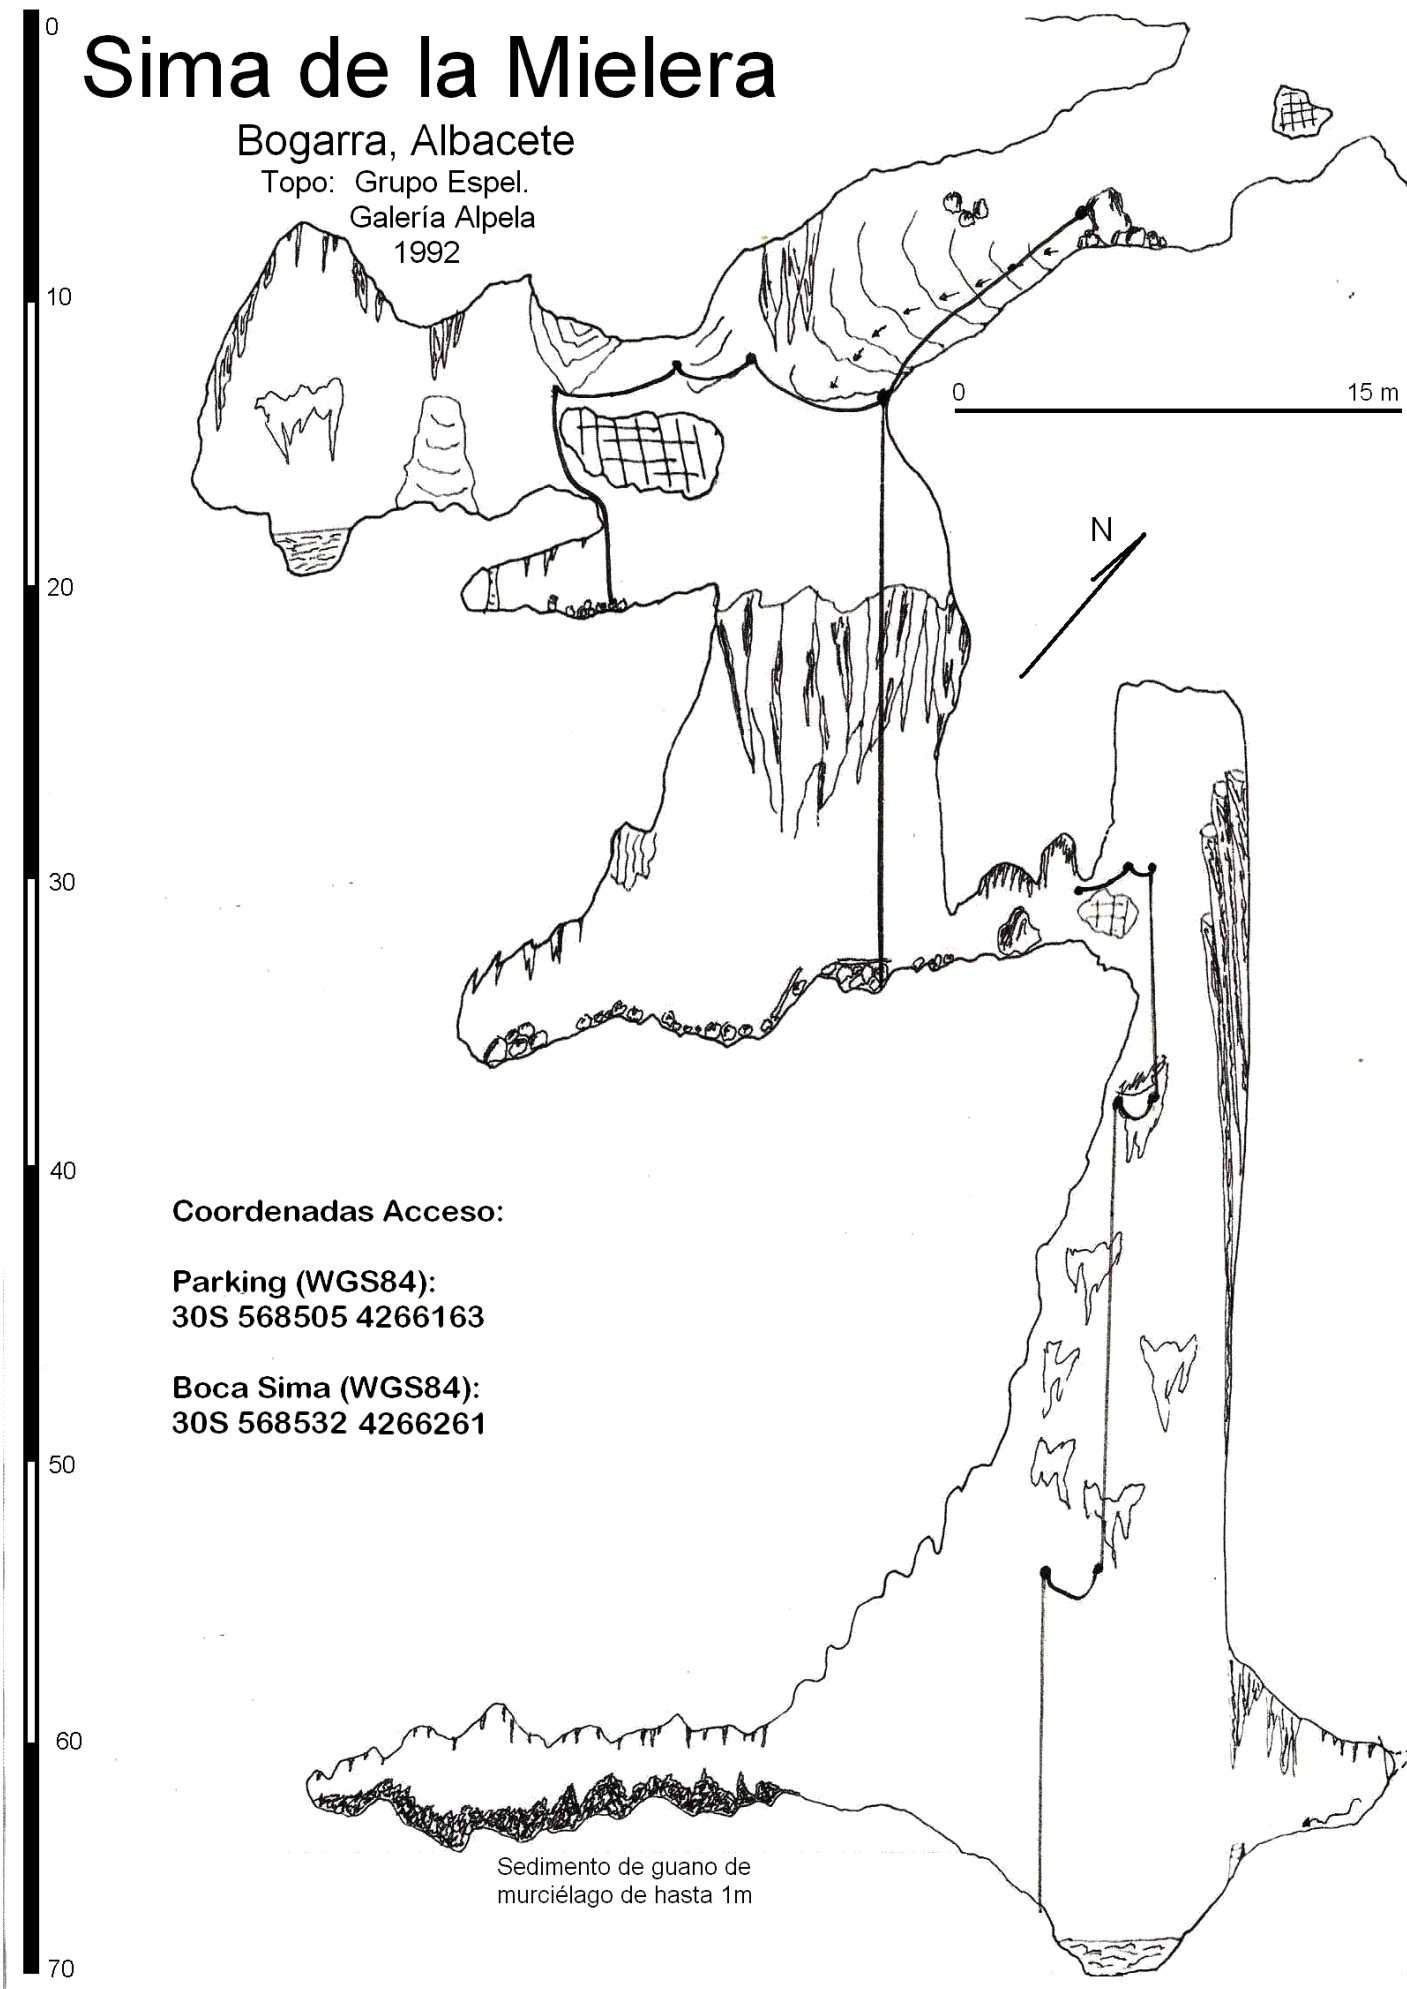 0
Sima de la Mielera
Bogarra, Albacete
Topo: Grupo Espel.
Galería Alpela
1992
10
0
15 m
N
20
30
40
Coordenadas Acceso:
Parking (WGS84):
30S 568505 4266163
Boca Sima (WGS84):
30S 568532 4266261
50
60
Sedimento de guano de
murciélago de hasta 1m
70